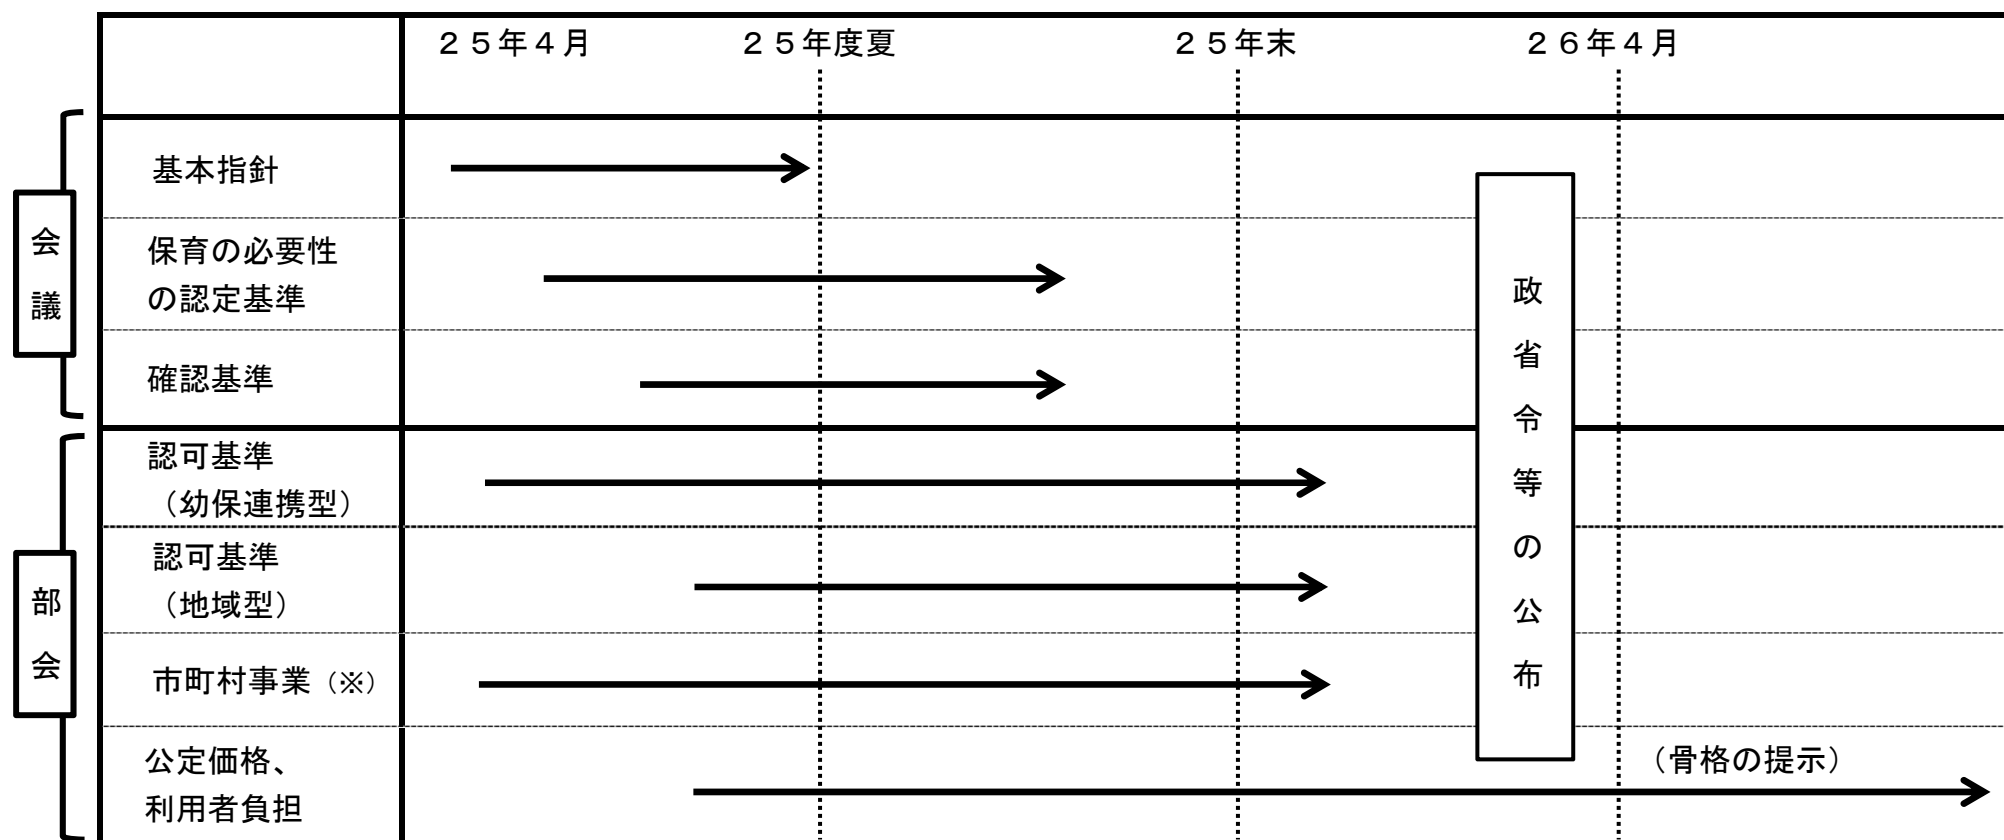 ２５年４月　２５年度夏　２５年末　２６年４月
会議
基本指針
保育の必要性
の認定基準
確認基準
部会
認可基準
（幼保連携型）
認可基準
（地域型）
市町村事業（※）
公定価格、
利用者負担
政省令等の公布
（骨格の提示）